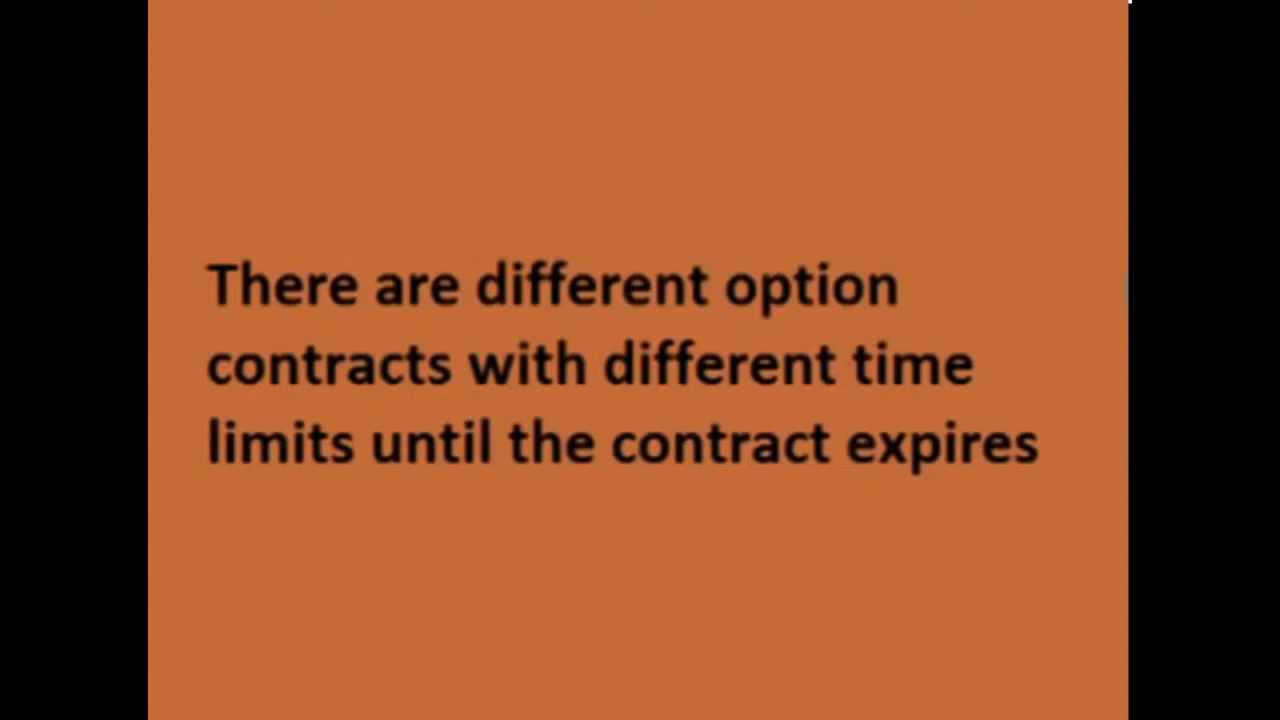 There are different option
contracts with different time
limits until the contract expires